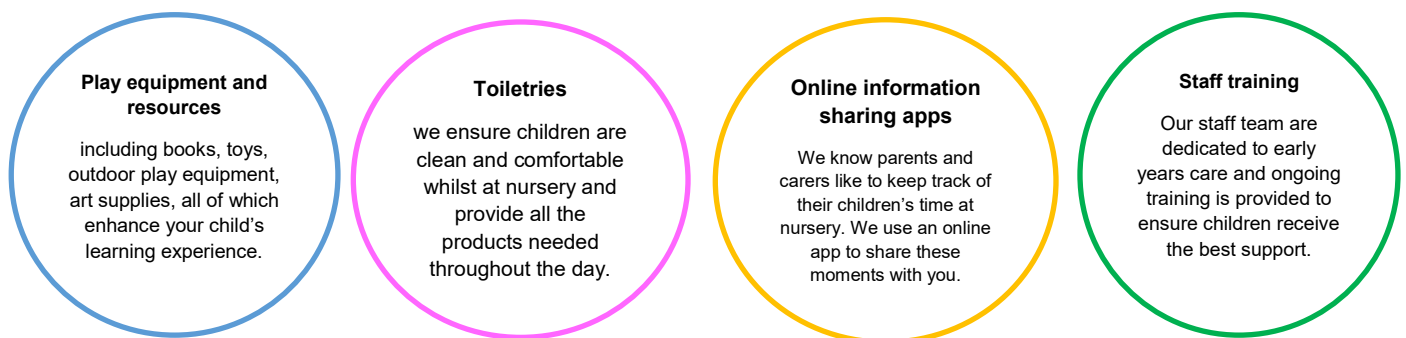 Play equipment and
resources
including books, toys,
outdoor play equipment,
art supplies, all of which
enhance your child’s
learning experience.
Toiletries
we ensure children are
clean and comfortable
whilst at nursery and
provide all the
products needed
throughout the day.
Online information
sharing apps
We know parents and
carers like to keep track of
their children’s time at
nursery. We use an online
app to share these
moments with you.
Staff training
Our staff team are
dedicated to early
years care and ongoing
training is provided to
ensure children receive
the best support.